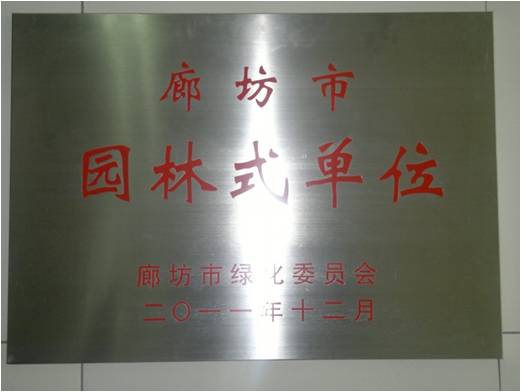 廊坊市
园林式单位
廊坊市绿化委员会
二〇一一年十二月